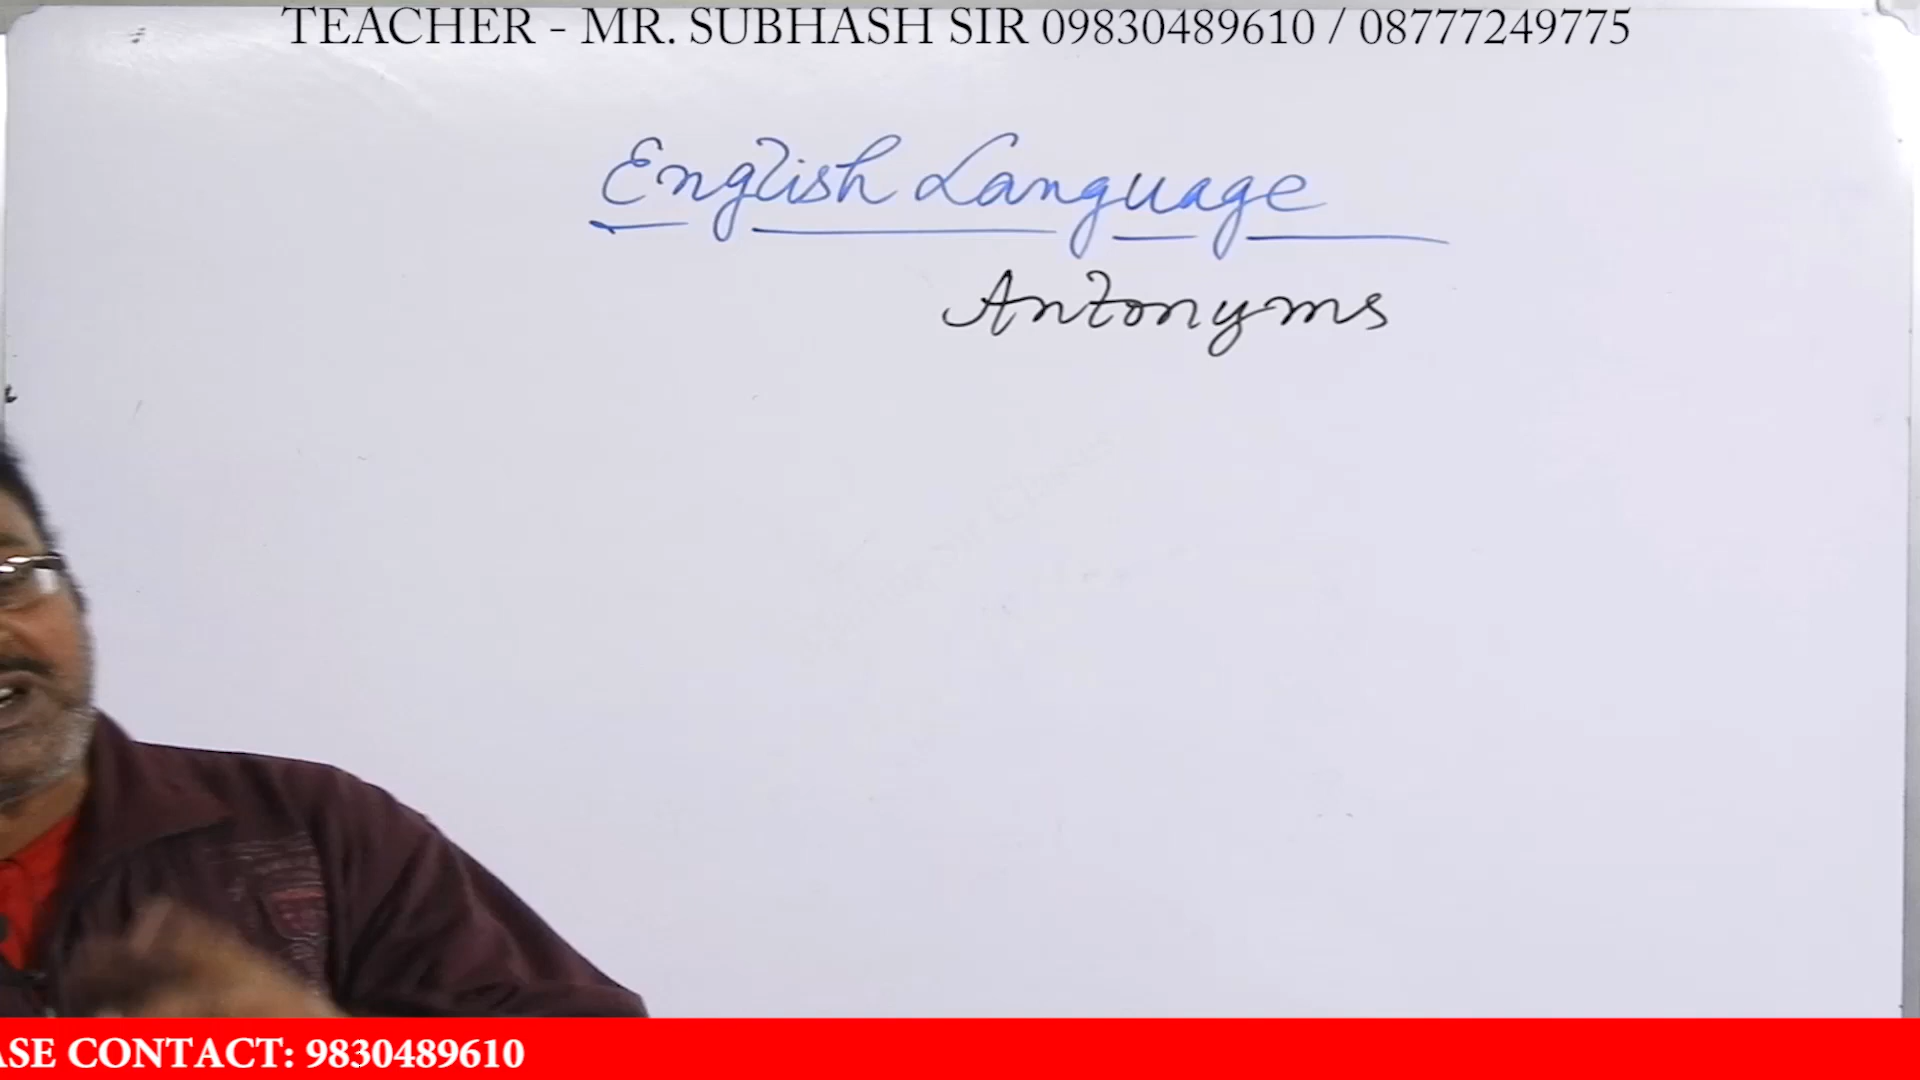 TEACHER - MR. SUBHASH SIR 09830489610 / 08777249775
English Language
Antonyms
ASE CONTACT: 9830489610